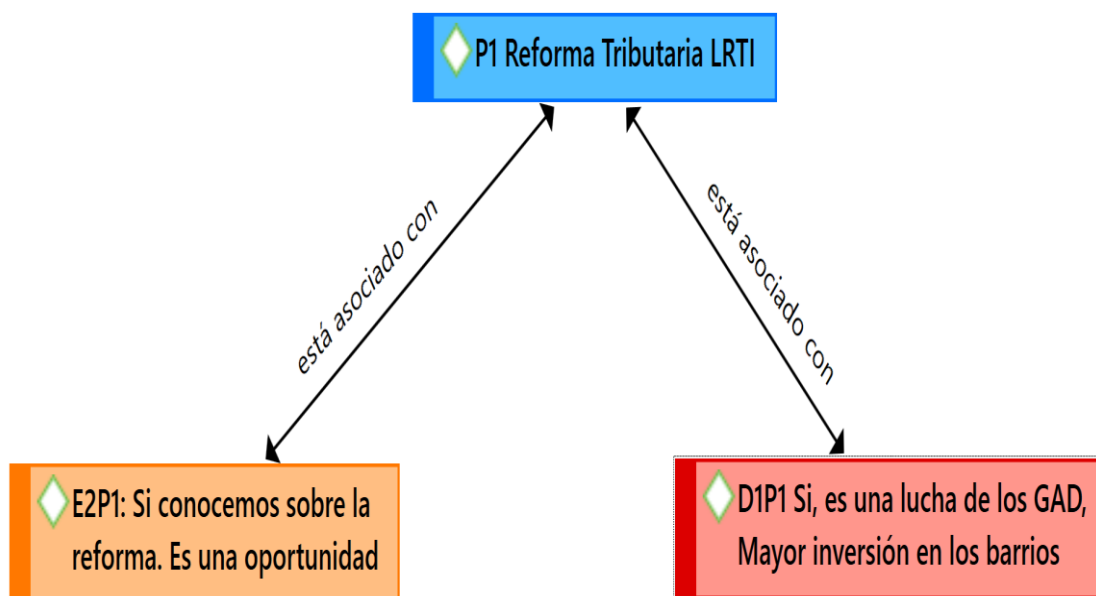 P1 Reforma Tributaria LRTI
está asociado con
está asociado con
E2P1: Si conocemos sobre la
reforma. Es una oportunidad
D1P1 Si, es una lucha de los GAD,
Mayor inversión en los barrios